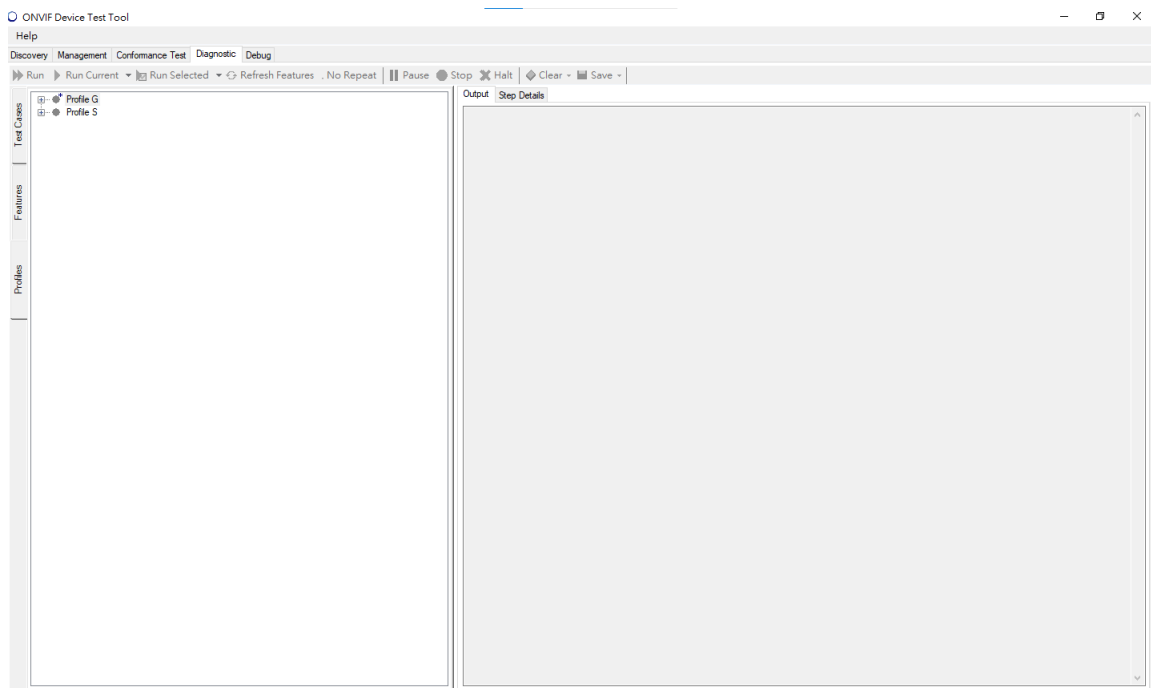 ONVIF Device Test Tool
Help
Discovery Management Conformance Test Diagnostic Debug
Run Run Current Run Selected Refresh Features , No Repeat Pause Stop Halt Clear Save
Test Cases
Features
Profiles
Profile G
Profile S
Output Step Details